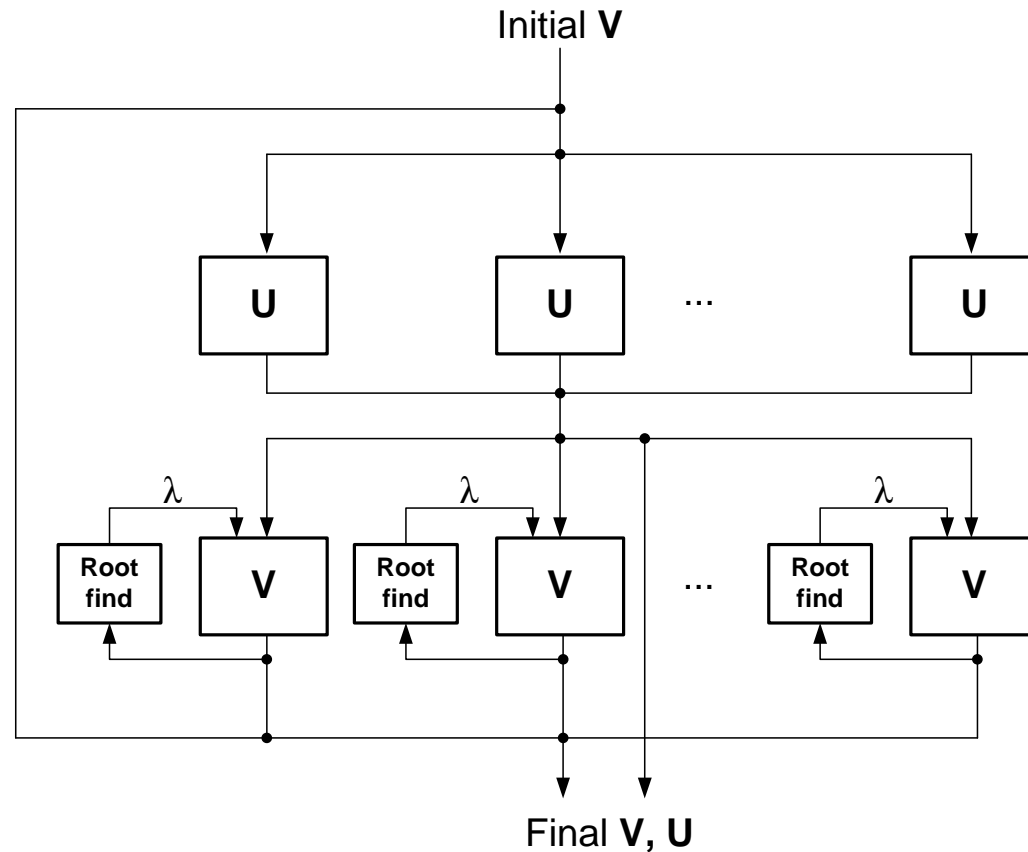 Initial V
U
U
...
U
λ
λ
λ
Root
find
V
Root
find
V
...
Root
find
V
Final V, U